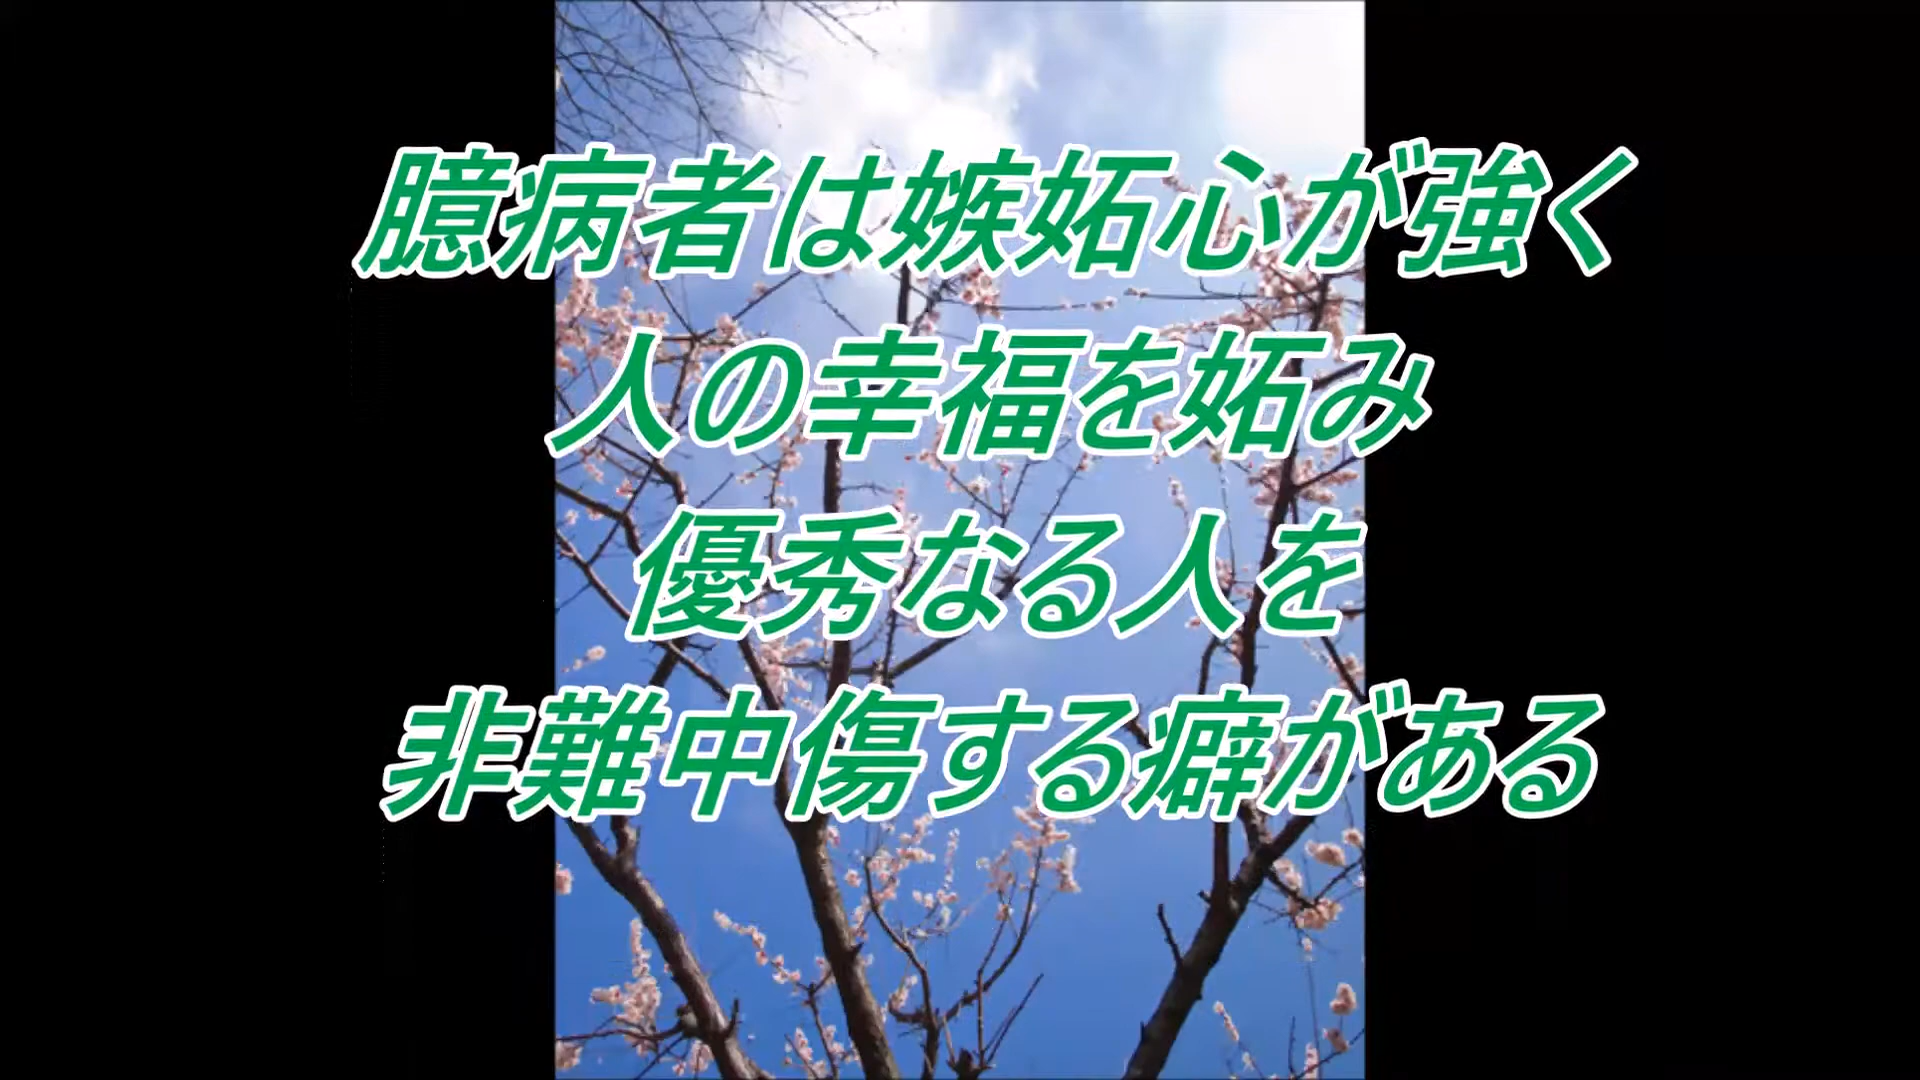 臆病者は嫉妬心が強く
人の幸福を妬み
優秀なる人を
非難中傷する癖がある